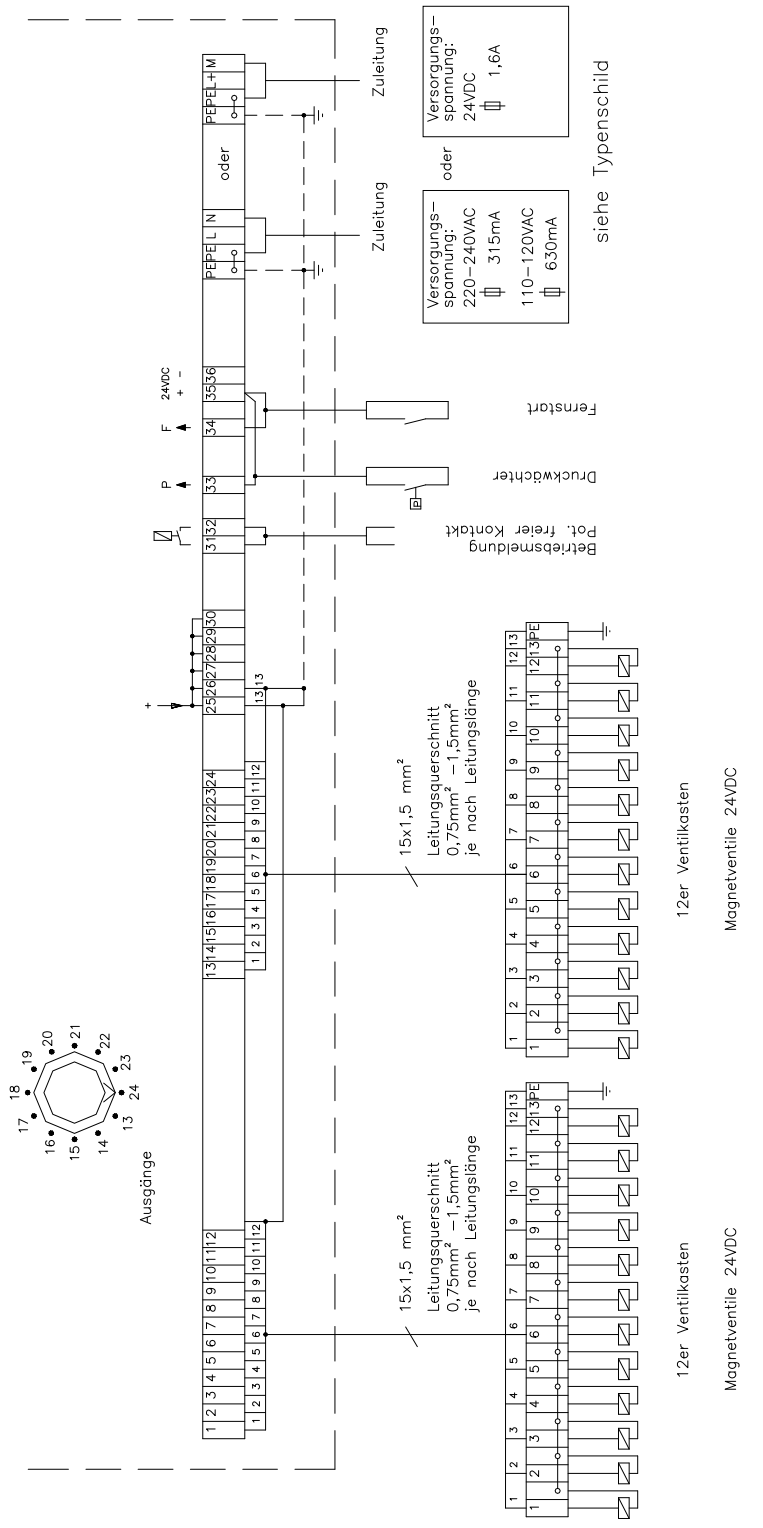 Ausgänge
13 14 15 16 17 18 19 20 21 22 23 24
1 2 3 4 5 6 7 8 9 10 11 12
1 2 3 4 5 6 7 8 9 10 11 12
13 14 15 16 17 18 19 20 21 22 23 24
1 2 3 4 5 6 7 8 9 10 11 12
+
25 26 27 28 29 30
13 13
31 32
P
33
F
34
24VDC
+ -
35 36
PE PE L N
oder
PE PE L+ M
15x1,5 mm²
Leitungsquerschnitt
0,75mm² -1,5mm²
je nach Leitungslänge
15x1,5 mm²
Leitungsquerschnitt
0,75mm² -1,5mm²
je nach Leitungslänge
Betriebsmeldung
Pot. freier Kontakt
P
Druckwächter
Fernstart
Zuleitung
Zuleitung
Versorgungs-
spannung:
220-240VAC
315mA
110-120VAC
630mA
oder
Versorgungs-
spannung:
24VDC
1,6A
siehe Typenschild
1 2 3 4 5 6 7 8 9 10 11 12 13
1 2 3 4 5 6 7 8 9 10 11 12 13 PE
12er Ventilkasten
Magnetventile 24VDC
1 2 3 4 5 6 7 8 9 10 11 12 13
1 2 3 4 5 6 7 8 9 10 11 12 13 PE
12er Ventilkasten
Magnetventile 24VDC